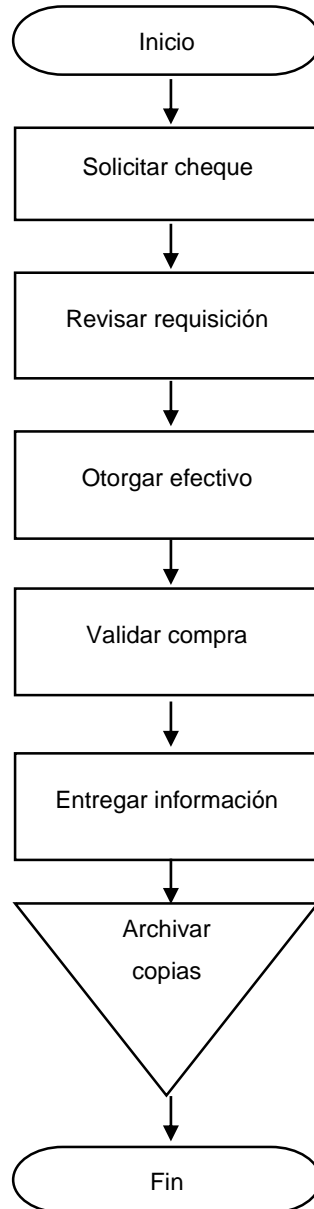 Inicio
Solicitar cheque
Revisar requisición
Otorgar efectivo
Validar compra
Entregar información
Archivar
copias
Fin